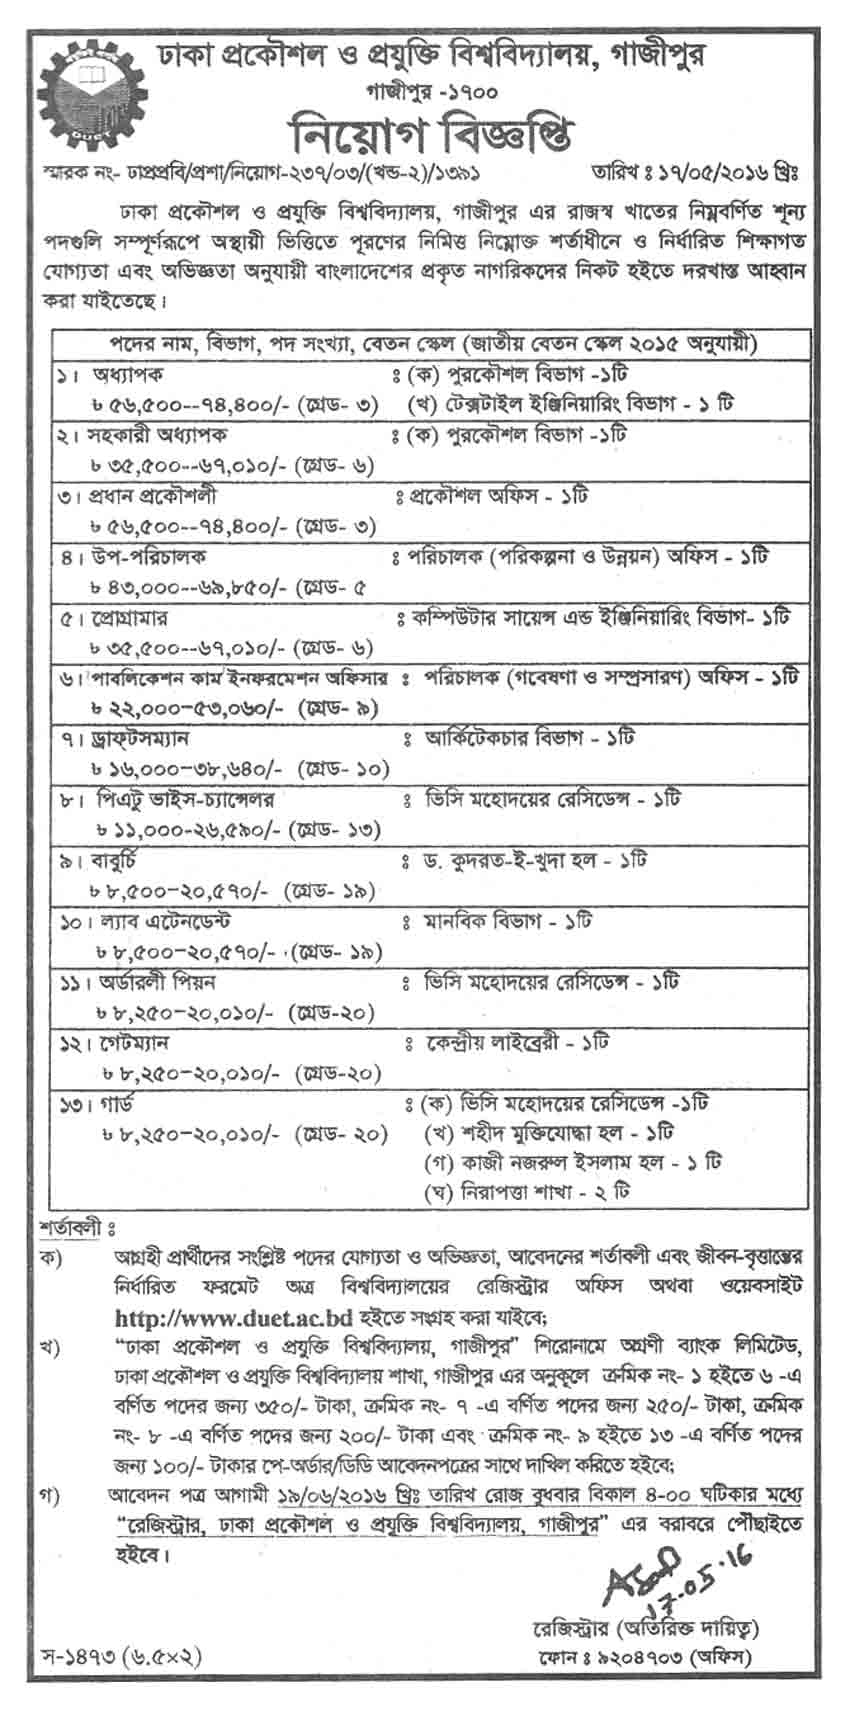 ঢাকা প্রকৌশল ও প্রযুক্তি বিশ্ববিদ্যালয়, গাজীপুর
গাজীপুর -১৭০০
DUET
নিয়োগ বিজ্ঞপ্তি
স্মারক নং- ঢাপ্রপ্রবি/প্রশা/নিয়োগ-২৩৭/০৩/(খন্ড-২)/১৩৯১ তারিখ ঃ ১৭/০৫/২০১৬ খ্রিঃ
ঢাকা প্রকৌশল ও প্রযুক্তি বিশ্ববিদ্যালয়, গাজীপুর এর রাজস্ব খাতের নিম্নবর্ণিত শূন্য
পদগুলি সম্পূর্ণরূপে অস্থায়ী ভিত্তিতে পূরণের নিমিত্ত নিম্নোক্ত শর্তাধীনে ও নির্ধারিত শিক্ষাগত
যোগ্যতা এবং অভিজ্ঞতা অনুযায়ী বাংলাদেশের প্রকৃত নাগরিকদের নিকট হইতে দরখাস্ত আহ্বান
করা যাইতেছে।
পদের নাম, বিভাগ, পদ সংখ্যা, বেতন স্কেল (জাতীয় বেতন স্কেল ২০১৫ অনুযায়ী)
১। অধ্যাপক ঃ (ক) পুরকৌশল বিভাগ -১টি
৳ ৫৬,৫০০--৭৪,৪০০/- (গ্রেড- ৩) (খ) টেক্সটাইল ইঞ্জিনিয়ারিং বিভাগ - ১ টি
২। সহকারী অধ্যাপক ঃ (ক) পুরকৌশল বিভাগ -১টি
৳ ৩৫,৫০০--৬৭,০১০/- (গ্রেড- ৬)
৩। প্রধান প্রকৌশলী ঃ প্রকৌশল অফিস - ১টি
৳ ৫৬,৫০০--৭৪,৪০০/- (গ্রেড- ৩)
৪। উপ-পরিচালক ঃ পরিচালক (পরিকল্পনা ও উন্নয়ন) অফিস - ১টি
৳ ৪৩,০০০--৬৯,৮৫০/- (গ্রেড- ৫
৫। প্রোগ্রামার ঃ কম্পিউটার সায়েন্স এন্ড ইঞ্জিনিয়ারিং বিভাগ- ১টি
৳ ৩৫,৫০০--৬৭,০১০/- (গ্রেড- ৬)
৬। পাবলিকেশন কাম ইনফরমেশন অফিসার ঃ পরিচালক (গবেষণা ও সম্প্রসারণ) অফিস - ১টি
৳ ২২,০০০–৫৩,০৬০/- (গ্রেড- ৯)
৭। ড্রাফ্টসম্যান ঃ আর্কিটেকচার বিভাগ - ১টি
৳ ১৬,০০০–৩৮,৬৪০/- (গ্রেড- ১০)
৮। পিএটু ভাইস-চ্যান্সেলর ঃ ভিসি মহোদয়ের রেসিডেন্স - ১টি
৳ ১১,০০০-২৬,৫৯০/- (গ্রেড- ১৩)
৯। বাবুর্চি ঃ ড. কুদরত-ই-খুদা হল - ১টি
৳ ৮,৫০০–২০,৫৭০/- (গ্রেড- ১৯)
১০। ল্যাব এটেনডেন্ট ঃ মানবিক বিভাগ - ১টি
৳ ৮,৫০০–২০,৫৭০/- (গ্রেড- ১৯)
১১। অর্ডারলী পিয়ন ঃ ভিসি মহোদয়ের রেসিডেন্স - ১টি
৳ ৮,২৫০–২০,০১০/- (গ্রেড-২০)
১২। গেটম্যান ঃ কেন্দ্রীয় লাইব্রেরী - ১টি
৳ ৮,২৫০–২০,০১০/- (গ্রেড-২০)
১৩। গার্ড ঃ (ক) ভিসি মহোদয়ের রেসিডেন্স -১টি
৳ ৮,২৫০–২০,০১০/- (গ্রেড- ২০) (খ) শহীদ মুক্তিযোদ্ধা হল - ১টি
(গ) কাজী নজরুল ইসলাম হল - ১ টি
(ঘ) নিরাপত্তা শাখা - ২ টি
শর্তাবলী ঃ
ক) আগ্রহী প্রার্থীদের সংশ্লিষ্ট পদের যোগ্যতা ও অভিজ্ঞতা, আবেদনের শর্তাবলী এবং জীবন-বৃত্তান্তের
নির্ধারিত ফরমেট অত্র বিশ্ববিদ্যালয়ের রেজিস্ট্রার অফিস অথবা ওয়েবসাইট
http://www.duet.ac.bd হইতে সংগ্রহ করা যাইবে;
খ) “ঢাকা প্রকৌশল ও প্রযুক্তি বিশ্ববিদ্যালয়, গাজীপুর” শিরোনামে অগ্রণী ব্যাংক লিমিটেড,
ঢাকা প্রকৌশল ও প্রযুক্তি বিশ্ববিদ্যালয় শাখা, গাজীপুর এর অনুকূলে ক্রমিক নং- ১ হইতে ৬ -এ
বর্ণিত পদের জন্য ৩৫০/- টাকা, ক্রমিক নং- ৭ -এ বর্ণিত পদের জন্য ২৫০/- টাকা, ক্রমিক
নং- ৮ -এ বর্ণিত পদের জন্য ২০০/- টাকা এবং ক্রমিক নং- ৯ হইতে ১৩ -এ বর্ণিত পদের
জন্য ১০০/- টাকার পে-অর্ডার/ডিডি আবেদনপত্রের সাথে দাখিল করিতে হইবে;
গ) আবেদন পত্র আগামী ১৯/০৬/২০১৬ খ্রিঃ তারিখ রোজ বুধবার বিকাল ৪-০০ ঘটিকার মধ্যে
“রেজিস্ট্রার, ঢাকা প্রকৌশল ও প্রযুক্তি বিশ্ববিদ্যালয়, গাজীপুর” এর বরাবরে পৌঁছাইতে
হইবে।
17.05.16
রেজিস্ট্রার (অতিরিক্ত দায়িত্ব)
স-১৪৭৩ (৬.৫×২) ফোন ঃ ৯২০৪৭০৩ (অফিস)